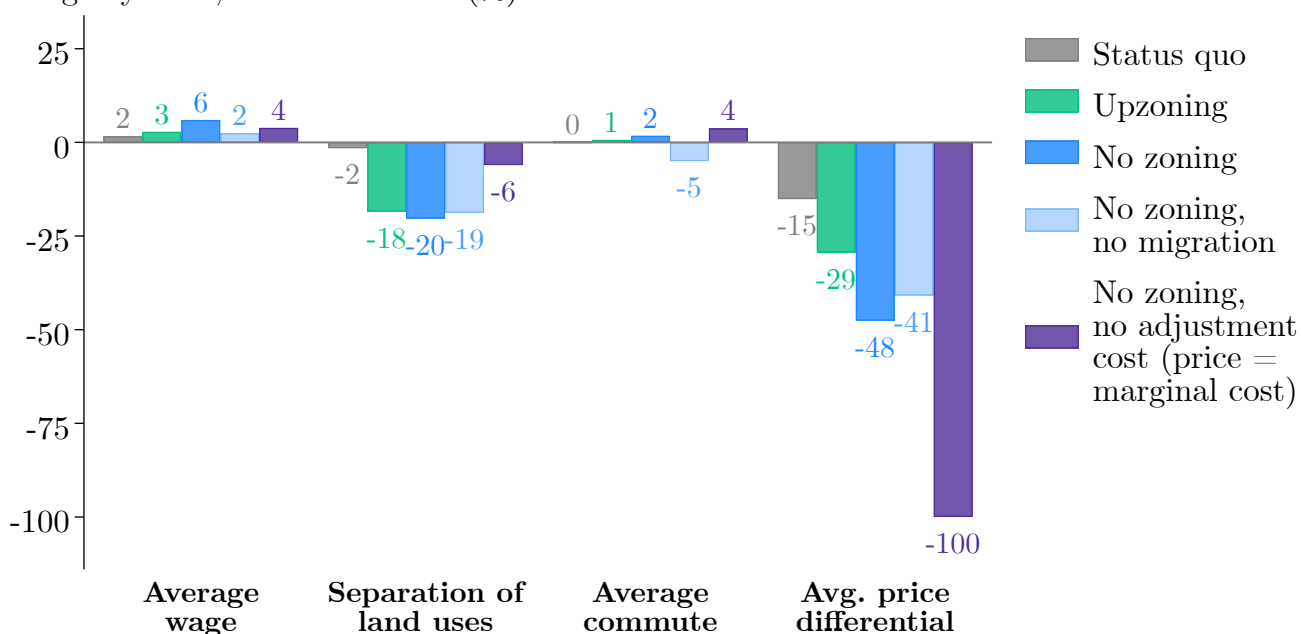 25
0
-25
-50
-75
-100
2
3
6
2
4
-2
-18
-20
-19
-6
0
1
2
-5
4
-15
-29
-48
-41
-100
Average
wage
Separation of
land uses
Average
commute
Avg. price
differential
Status quo
Upzoning
No zoning
No zoning,
no migration
No zoning,
no adjustment
cost (price =
marginal cost)